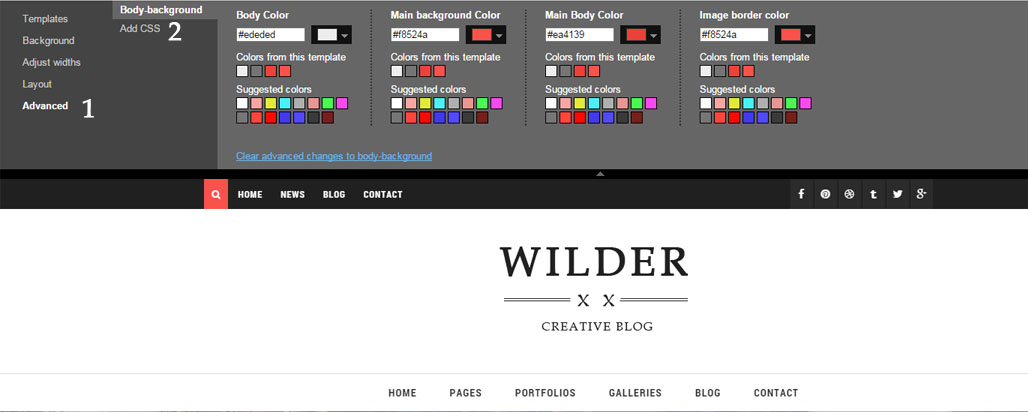 Templates
Background
Adjust widths
Layout
Advanced 1
Body-background
Add CSS 2
Body Color
#ededed
Colors from this template
Suggested colors
Main background Color
#f8524a
Colors from this template
Suggested colors
Main Body Color
#ea4139
Colors from this template
Suggested colors
Image border color
#f8524a
Colors from this template
Suggested colors
Clear advanced changes to body-background
HOME NEWS BLOG CONTACT
WILDER
X X
CREATIVE BLOG
HOME PAGES PORTFOLIOS GALLERIES BLOG CONTACT